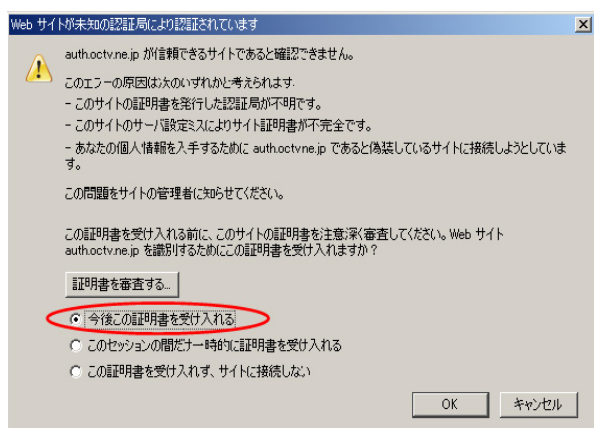 Web サイトが未知の認証局により認証されています
auth.octv.ne.jp が信頼できるサイトであると確認できません。
このエラーの原因は次のいずれかと考えられます:
- このサイトの証明書を発行した認証局が不明です。
- このサイトのサーバ設定ミスによりサイト証明書が不完全です。
- あなたの個人情報を入手するために auth.octv.ne.jp であると偽装しているサイトに接続しようとしていま
す。
この問題をサイトの管理者に知らせてください。
この証明書を受け入れる前に、このサイトの証明書を注意深く審査してください。Web サイト
auth.octv.ne.jp を識別するためにこの証明書を受け入れますか?
証明書を審査する...
今後この証明書を受け入れる
このセッションの間だけ一時的に証明書を受け入れる
この証明書を受け入れず、サイトに接続しない
OK
キャンセル